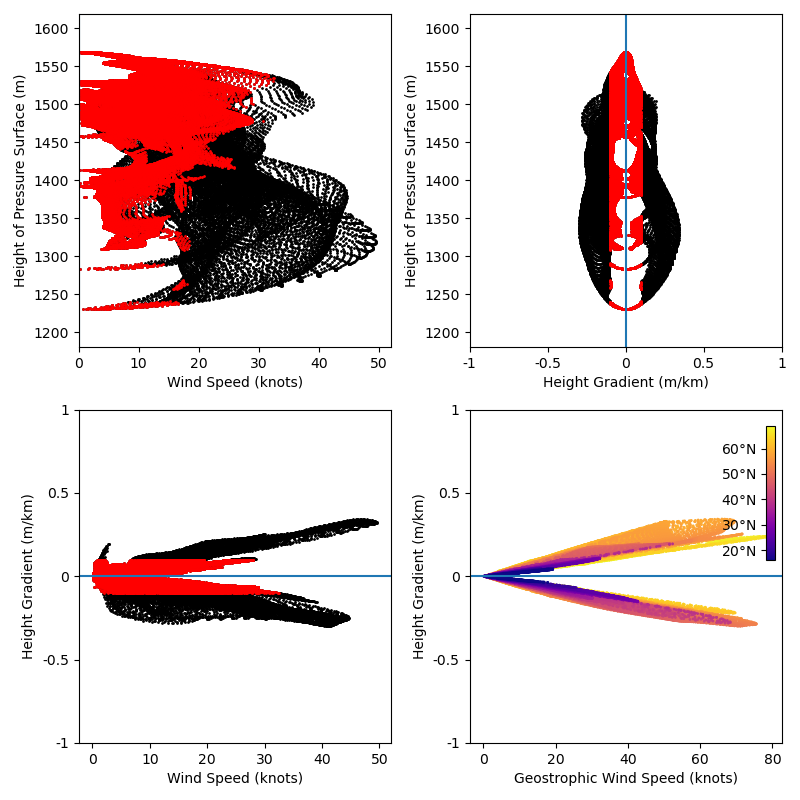 1600
1550
1500
1450
1400
1350
1300
1250
1200
Height of Pressure Surface (m)
0 10 20 30 40 50
Wind Speed (knots)
1600
1550
1500
1450
1400
1350
1300
1250
1200
Height of Pressure Surface (m)
-1 -0.5 0 0.5 1
Height Gradient (m/km)
1
0.5
0
-0.5
-1
Height Gradient (m/km)
0 10 20 30 40 50
Wind Speed (knots)
1
0.5
0
-0.5
-1
Height Gradient (m/km)
60°N
50°N
40°N
30°N
20°N
0 20 40 60 80
Geostrophic Wind Speed (knots)